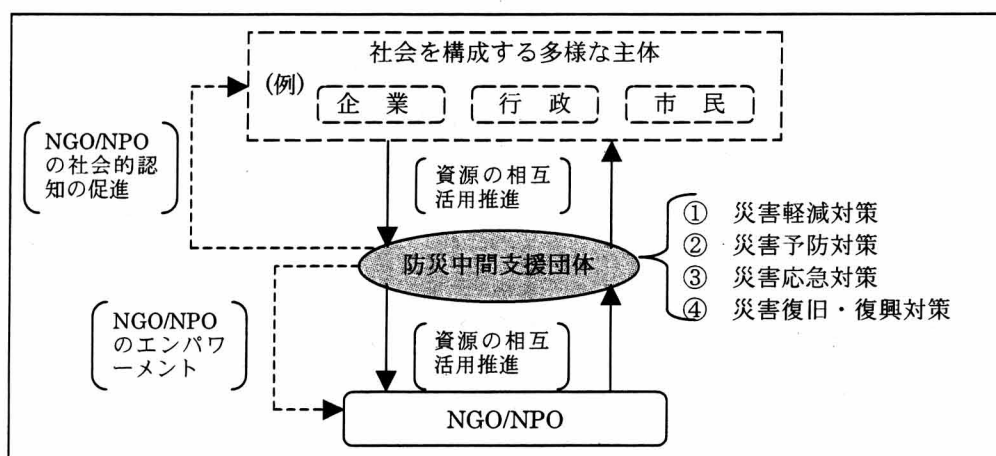 社会を構成する多様な主体
(例)
企 業
行 政
市 民
NGO/NPO
の社会的認
知の促進
資源の相互
活用推進
防災中間支援団体
① 災害軽減対策
② 災害予防対策
③ 災害応急対策
④ 災害復旧・復興対策
NGO/NPO
のエンパワ
ーメント
資源の相互
活用推進
NGO/NPO